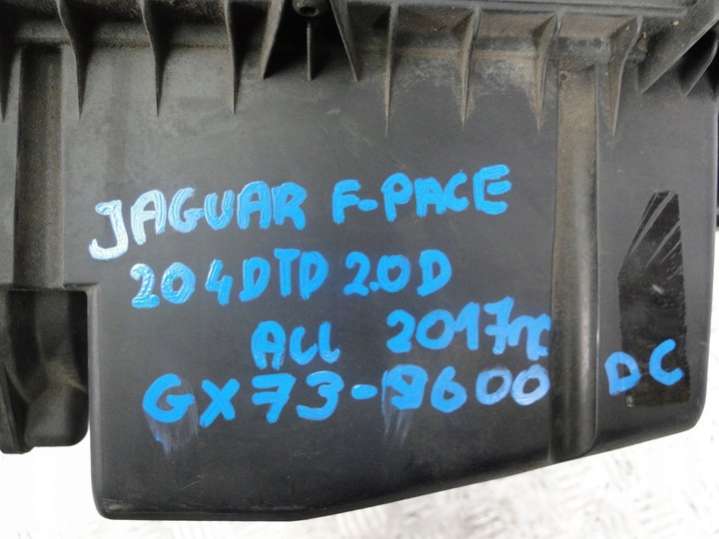 JAGUAR F-PACE
204DTD 2.0D
ALL 2017r
GX73-9600 DC